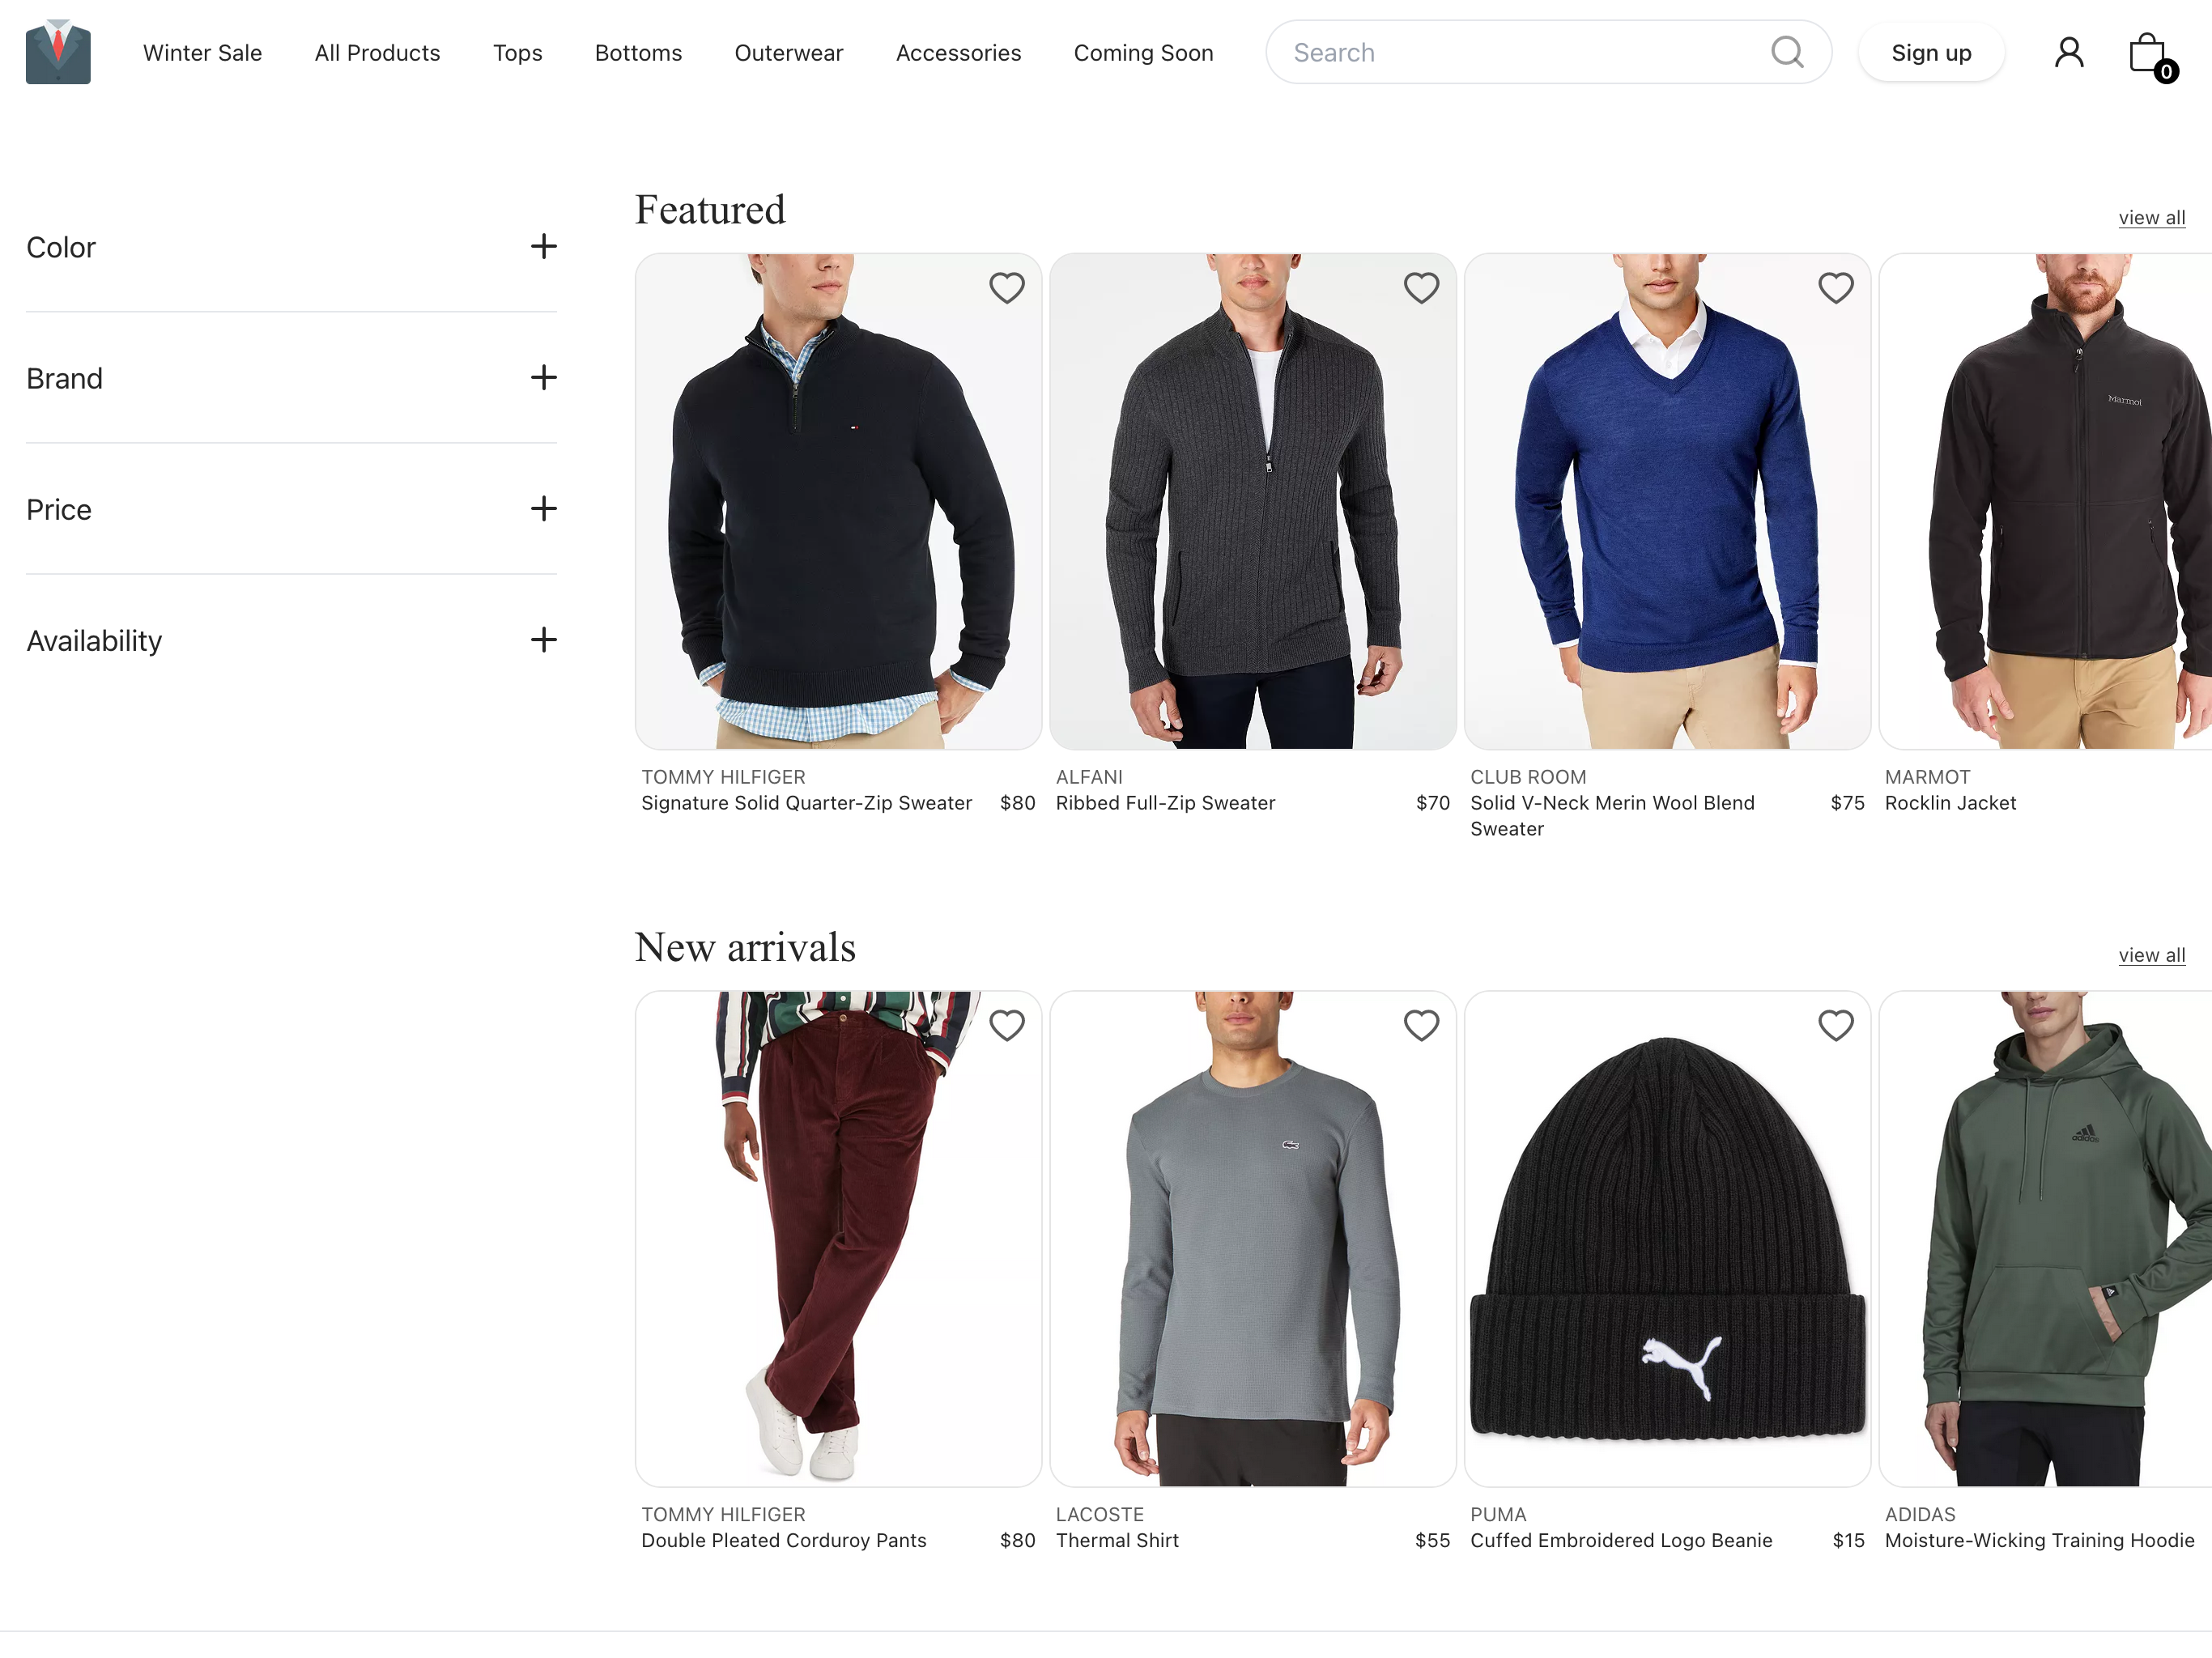 Winter Sale
All Products
Tops
Bottoms
Outerwear
Accessories
Coming Soon
Search
Sign up
0
Color
Brand
Price
Availability
Featured
view all
Marmot
TOMMY HILFIGER
Signature Solid Quarter-Zip Sweater $80
ALFANI
Ribbed Full-Zip Sweater $70
CLUB ROOM
Solid V-Neck Merin Wool Blend $75
Sweater
MARMOT
Rocklin Jacket
New arrivals
view all
adidas
TOMMY HILFIGER
Double Pleated Corduroy Pants $80
LACOSTE
Thermal Shirt $55
PUMA
Cuffed Embroidered Logo Beanie $15
ADIDAS
Moisture-Wicking Training Hoodie